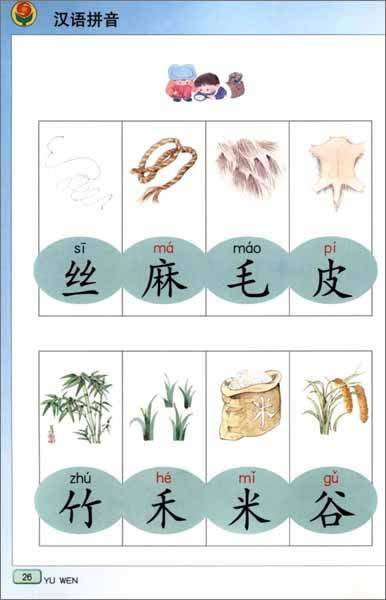 汉语拼音
sī má máo pí
丝 麻 毛 皮
米
zhú hé mǐ gǔ
竹 禾 米 谷
26 YU WEN